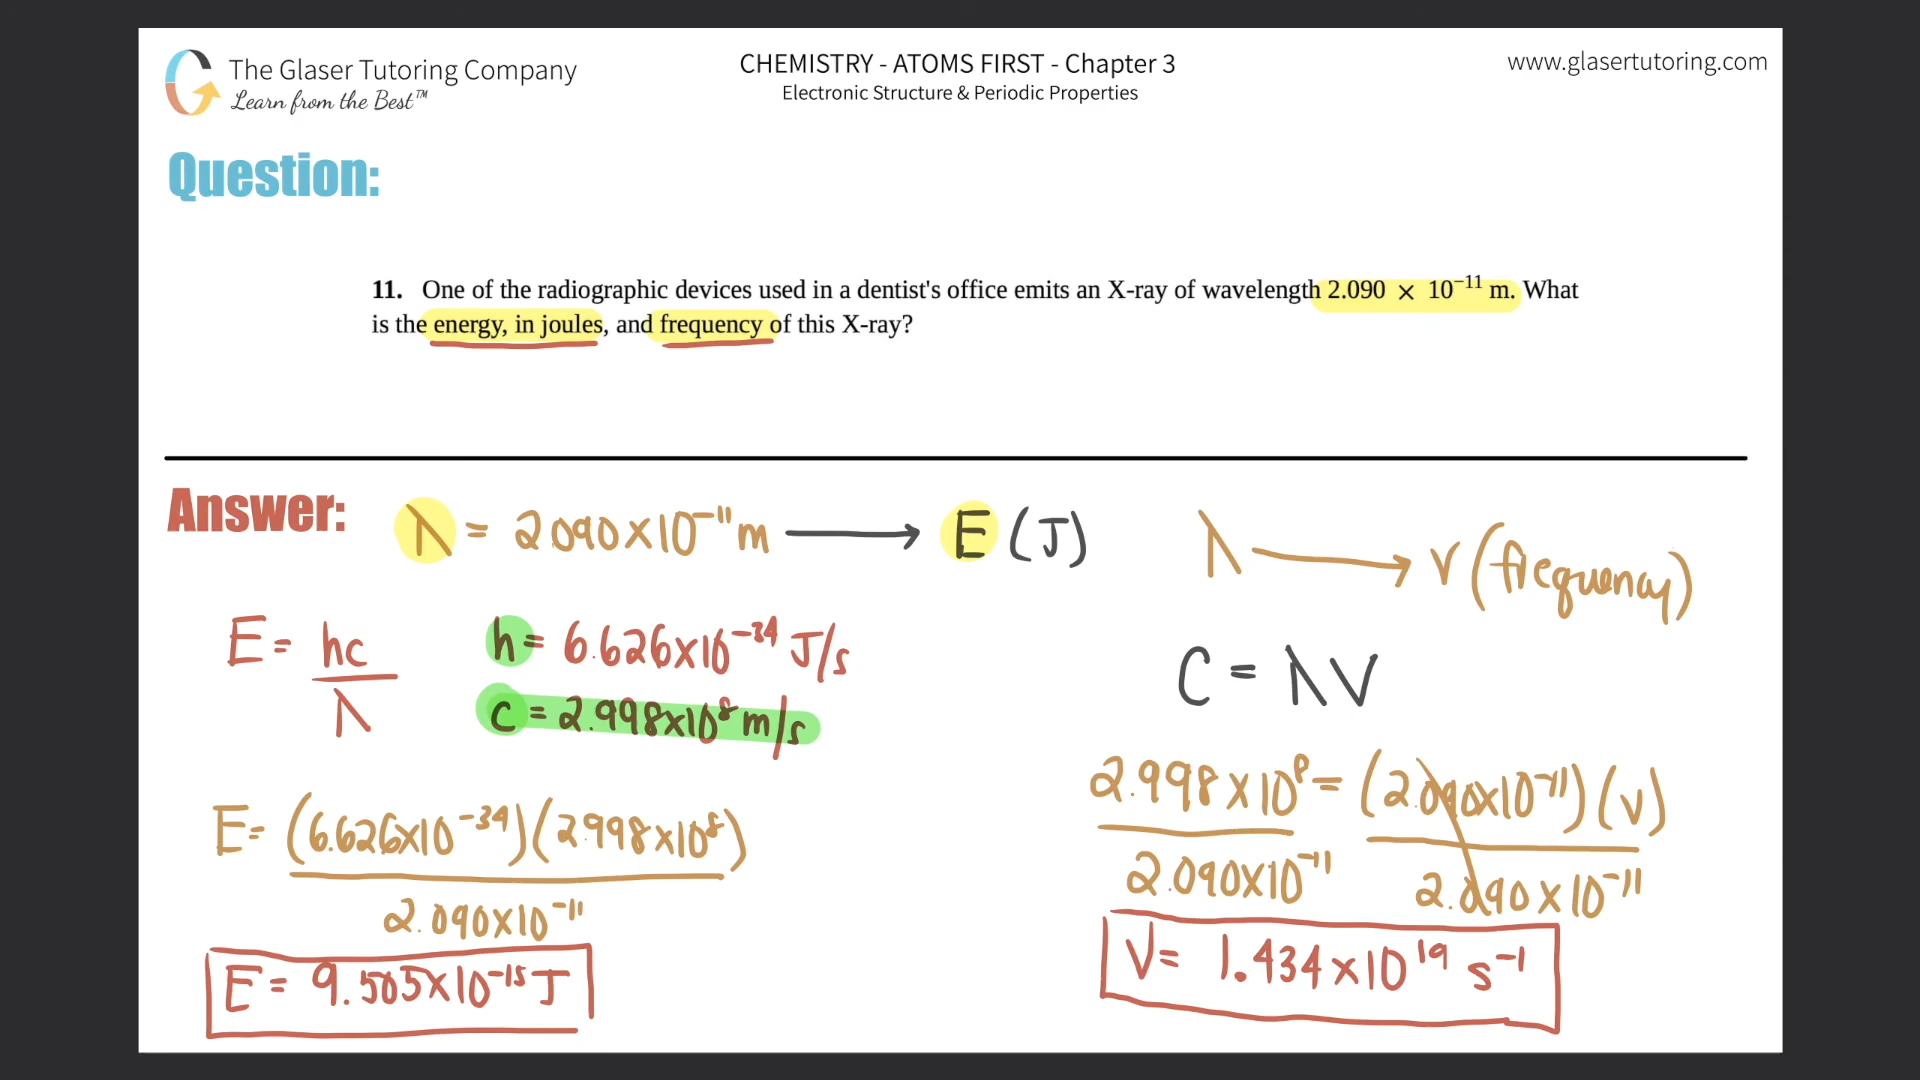 The Glaser Tutoring Company
Learn from the Best™
CHEMISTRY - ATOMS FIRST - Chapter 3
Electronic Structure & Periodic Properties
www.glasertutoring.com
Question:
11. One of the radiographic devices used in a dentist's office emits an X-ray of wavelength 2.090 × 10⁻¹¹ m. What
is the energy, in joules, and frequency of this X-ray?
Answer:
λ = 2.090×10⁻¹¹ m ⟶ E (J)
E = hc/λ
h = 6.626×10⁻³⁴ J/s
c = 2.998×10⁸ m/s
E = (6.626×10⁻³⁴)(2.998×10⁸)
2.090×10⁻¹¹
E = 9.505×10⁻¹⁵ J
λ ⟶ ν (frequency)
C = λν
2.998×10⁸ = (2.090×10⁻¹¹)(ν)
2.090×10⁻¹¹ 2.090×10⁻¹¹
ν = 1.434×10¹⁹ s⁻¹